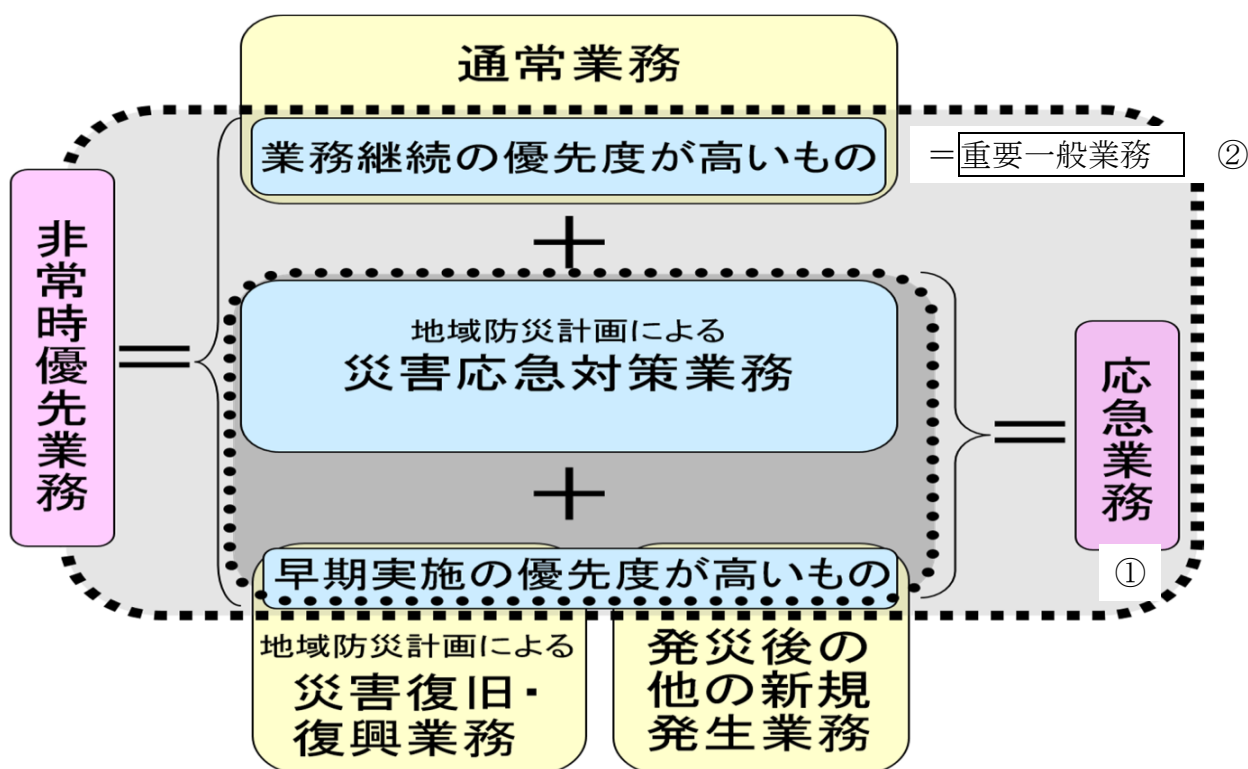 通常業務
業務継続の優先度が高いもの
=重要一般業務 ②
+
非常時優先業務
=
地域防災計画による
災害応急対策業務
=
応急業務
①
+
早期実施の優先度が高いもの
地域防災計画による
災害復旧・
復興業務
発災後の
他の新規
発生業務